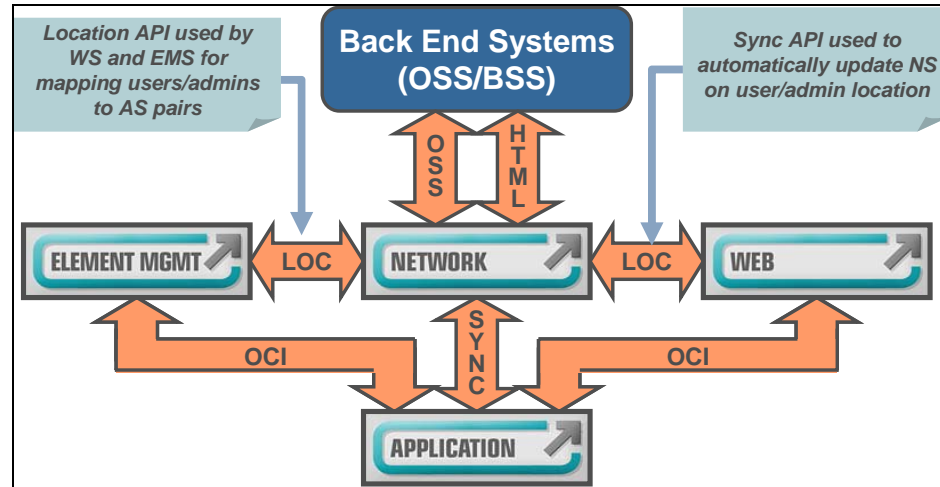 Location API used by
WS and EMS for
mapping users/admins
to AS pairs
Back End Systems
(OSS/BSS)
Sync API used to
automatically update NS
on user/admin location
OSS
HTML
ELEMENT MGMT
LOC
NETWORK
LOC
WEB
OCI
SYNC
OCI
APPLICATION